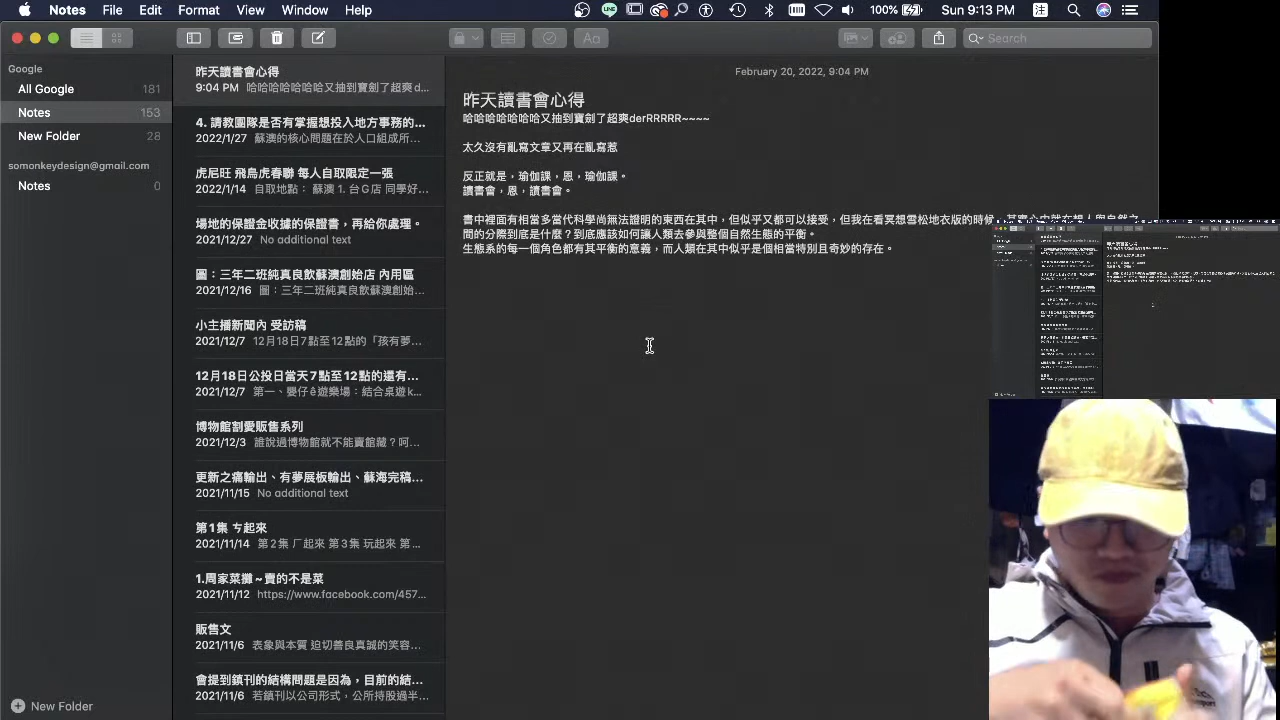 Notes File Edit Format View Window Help 100% Sun 9:13 PM 注
Aa Search
Google
All Google 181
Notes 153
New Folder 28
somonkeydesign@gmail.com
Notes 0
New Folder
昨天讀書會心得
9:04 PM 哈哈哈哈哈哈哈又抽到寶劍了超爽d...
4. 請教團隊是否有掌握想投入地方事務的...
2022/1/27 蘇澳的核心問題在於人口組成所...
虎尼旺 飛鳥虎春聯 每人自取限定一張
2022/1/14 自取地點： 蘇澳 1. 台G店 同學好...
場地的保證金收據的保證書，再給你處理。
2021/12/27 No additional text
圖：三年二班純真良飲蘇澳創始店 內用區
2021/12/16 圖：三年二班純真良飲蘇澳創始...
小主播新聞內 受訪稿
2021/12/7 12月18日7點至12點的「孩有夢...
12月18日公投日當天7點至12點的還有...
2021/12/7 第一、嬰仔ê遊樂場：結合兒遊k...
博物館割愛販售系列
2021/12/3 誰說過博物館就不能賣館藏？呵...
更新之痛輸出、有夢展板輸出、蘇海完稿...
2021/11/15 No additional text
第1集 ㄘ起來
2021/11/14 第２集 ㄏ起來 第３集 玩起來 第...
1.周家菜攤～賣的不是菜
2021/11/12 https://www.facebook.com/457...
販售文
2021/11/6 表象與本質 迫切善良真誠的笑容...
會提到鎮刊的結構問題是因為，目前的結...
2021/11/6 若鎮刊以公司形式，公所持股過半...
February 20, 2022, 9:04 PM
昨天讀書會心得
哈哈哈哈哈哈哈又抽到寶劍了超爽derRRRRR~~~~
太久沒有亂寫文章又再在亂寫惹
反正就是，瑜伽課，恩，瑜伽課。
讀書會，恩，讀書會。
書中裡面有相當多當代科學尚無法證明的東西在其中，但似乎又都可以接受，但我在看冥想雪松地衣版的時候，其實心中就在想人與自然之
間的分際到底是什麼？到底應該如何讓人類去參與整個自然生態的平衡。
生態系的每一個角色都有其平衡的意義，而人類在其中似乎是個相當特別且奇妙的存在。